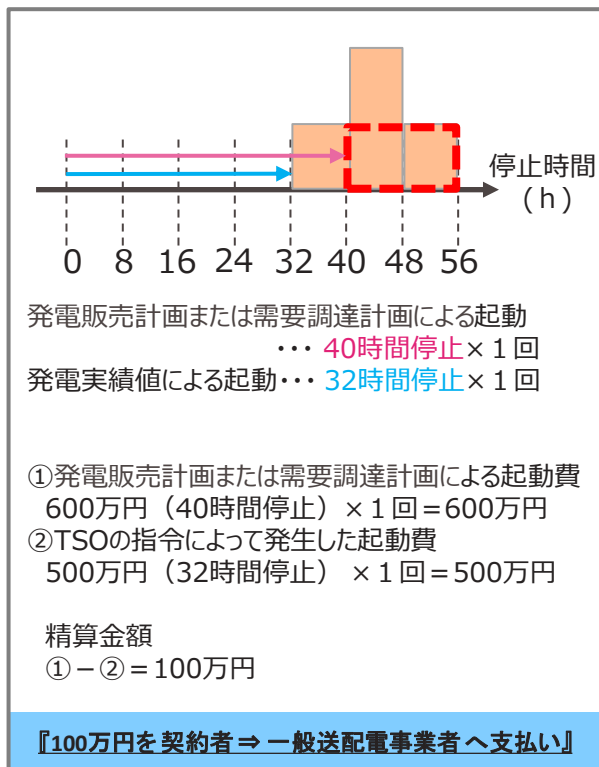 停止時間
(h)
0 8 16 24 32 40 48 56
発電販売計画または需要調達計画による起動
･･･ 40時間停止×１回
発電実績値による起動･･･ 32時間停止×１回
①発電販売計画または需要調達計画による起動費
600万円（40時間停止）×１回＝600万円
②TSOの指令によって発生した起動費
500万円（32時間停止） ×１回＝500万円
精算金額
①－②＝100万円
『100万円を契約者⇒一般送配電事業者へ支払い』